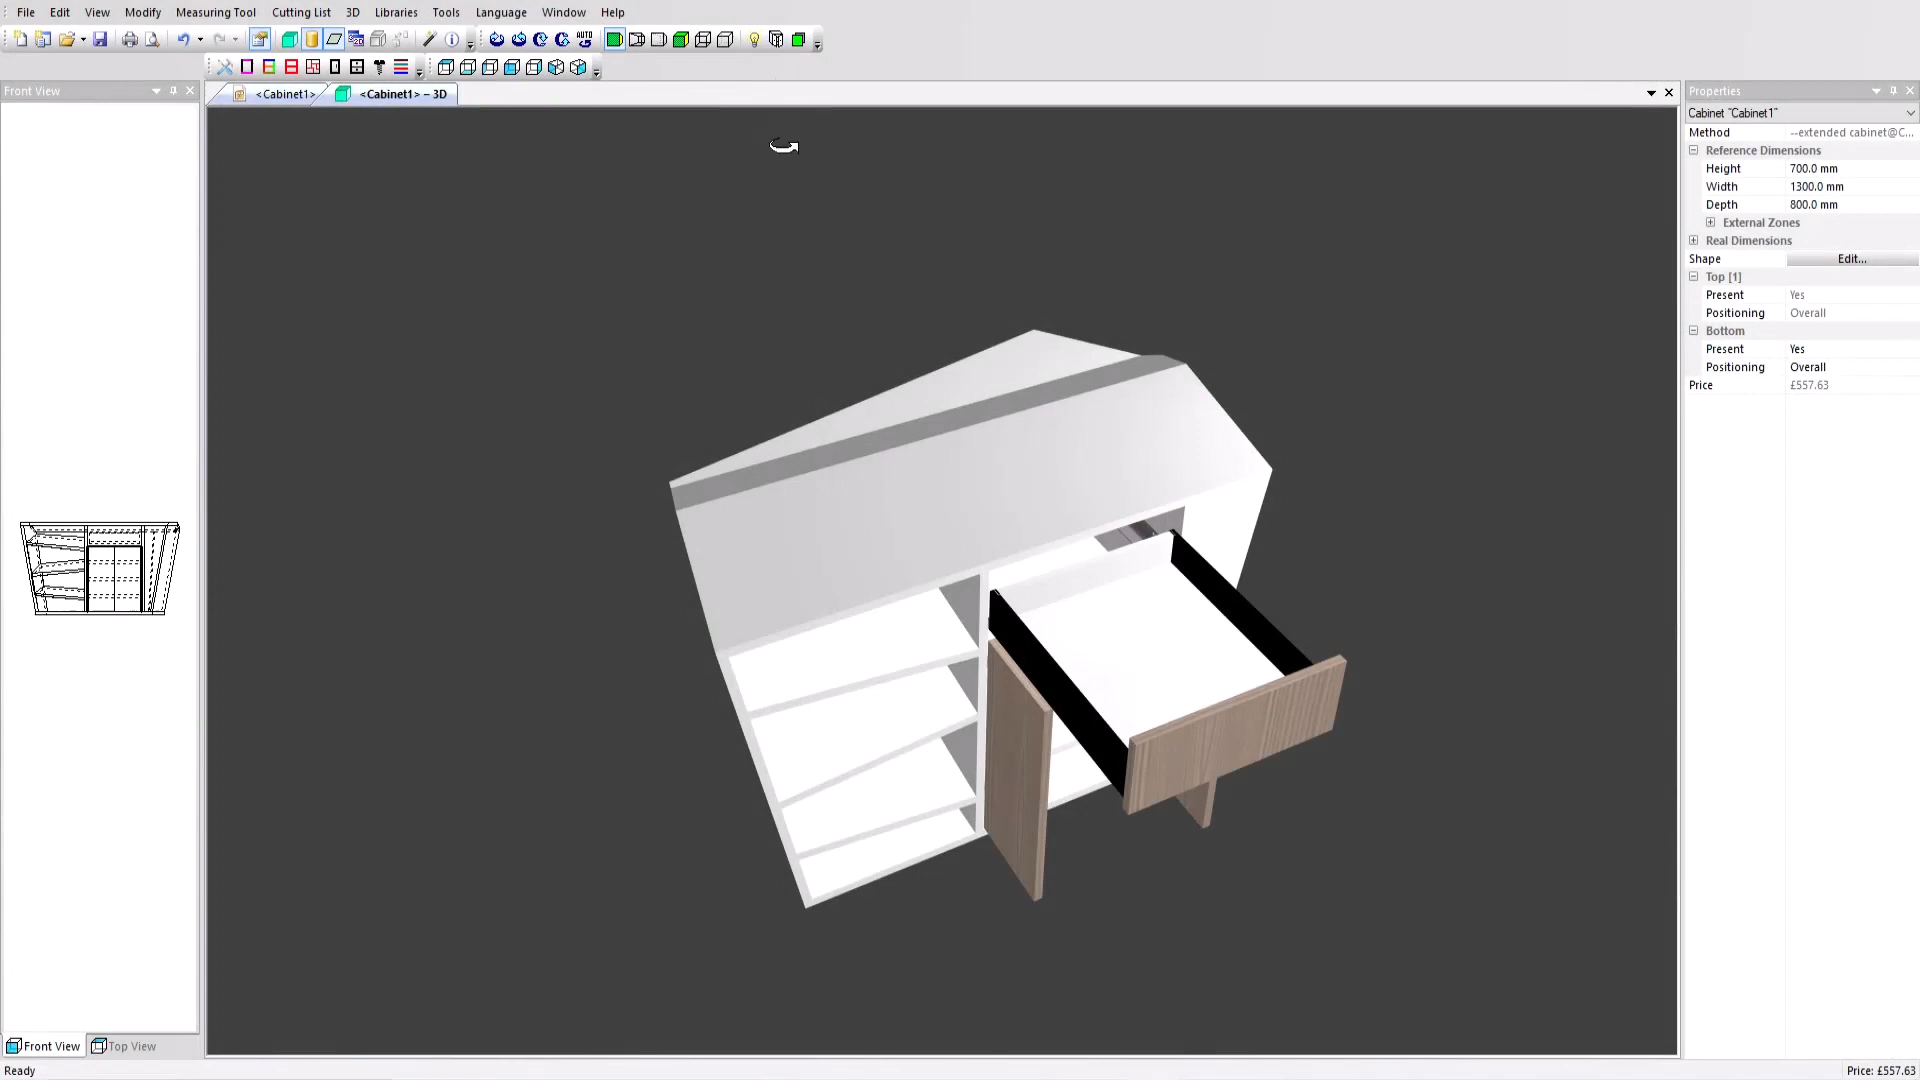 File Edit View Modify Measuring Tool Cutting List 3D Libraries Tools Language Window Help
AUTO
Front View
<Cabinet1> <Cabinet1> – 3D
Properties
Cabinet "Cabinet1"
Method --extended cabinet@C...
Reference Dimensions
Height 700.0 mm
Width 1300.0 mm
Depth 800.0 mm
External Zones
Real Dimensions
Shape Edit...
Top [1]
Present Yes
Positioning Overall
Bottom
Present Yes
Positioning Overall
Price £557.63
Front View Top View
Ready Price: £557.63